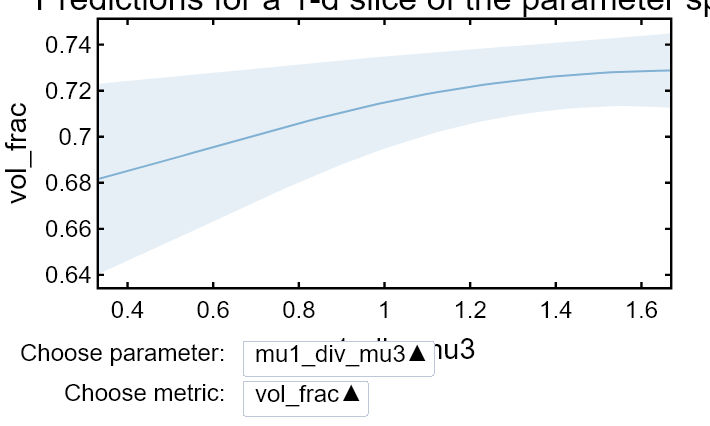 Predictions for a 1-d slice of the parameter sp
vol_frac
0.74
0.72
0.7
0.68
0.66
0.64
0.4 0.6 0.8 1 1.2 1.4 1.6
mu3
Choose parameter: mu1_div_mu3▲
Choose metric: vol_frac▲